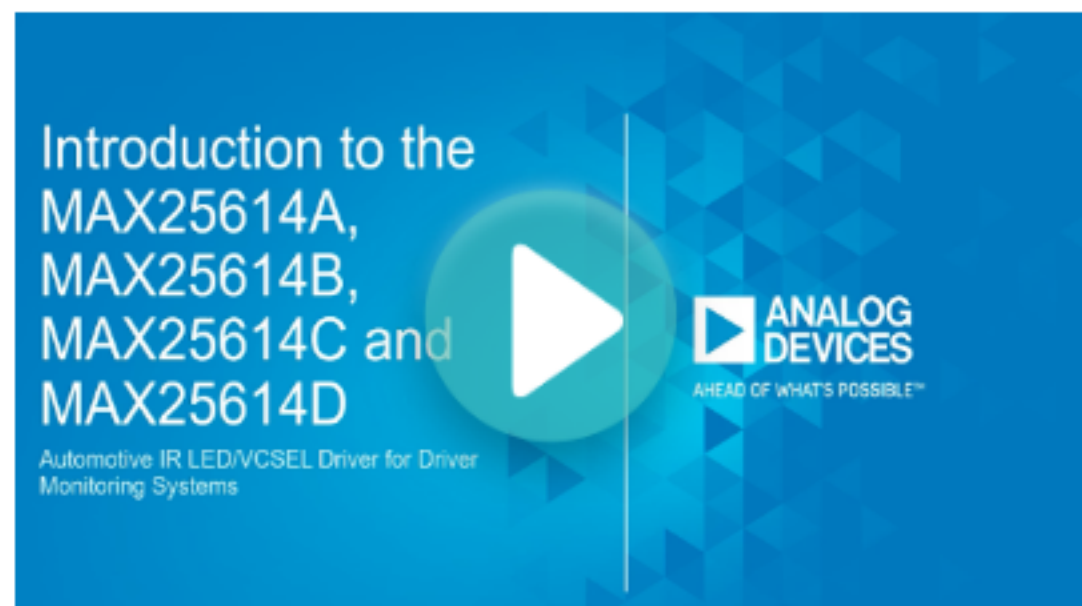 Introduction to the
MAX25614A,
MAX25614B,
MAX25614C and
MAX25614D
Automotive IR LED/VCSEL Driver for Driver
Monitoring Systems
ANALOG
DEVICES
AHEAD OF WHAT'S POSSIBLE™